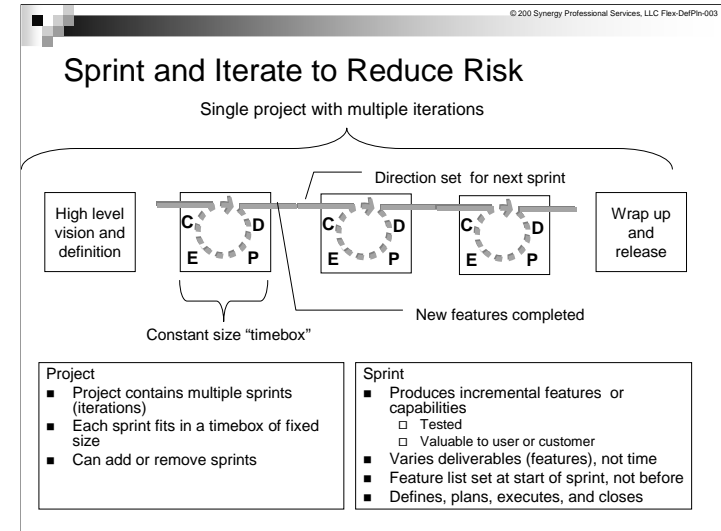 © 200 Synergy Professional Services, LLC Flex-DefPln-003
Sprint and Iterate to Reduce Risk
Single project with multiple iterations
Direction set for next sprint
High level
vision and
definition
C D
E P
C D
E P
C D
E P
Wrap up
and
release
New features completed
Constant size “timebox”
Project
■ Project contains multiple sprints
(iterations)
■ Each sprint fits in a timebox of fixed
size
■ Can add or remove sprints
Sprint
■ Produces incremental features or
capabilities
□ Tested
□ Valuable to user or customer
■ Varies deliverables (features), not time
■ Feature list set at start of sprint, not before
■ Defines, plans, executes, and closes